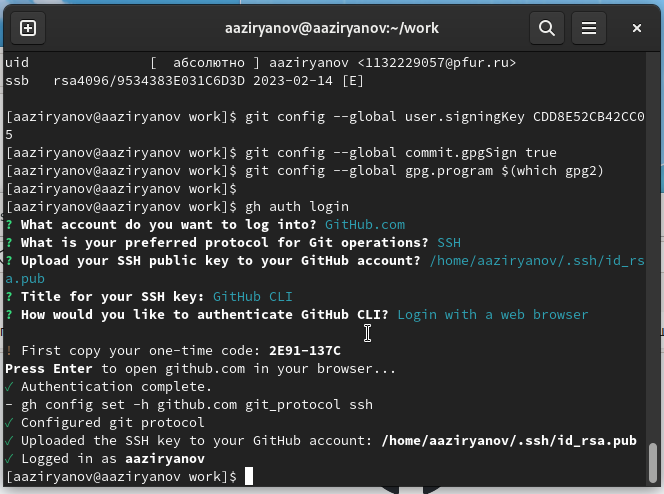 aaziryanov@aaziryanov:~/work
uid                  [  абсолютно ] aaziryanov <1132229057@pfur.ru>
ssb   rsa4096/9534383E031C6D3D 2023-02-14 [E]
[aaziryanov@aaziryanov work]$ git config --global user.signingKey CDD8E52CB42CC0
5
[aaziryanov@aaziryanov work]$ git config --global commit.gpgSign true
[aaziryanov@aaziryanov work]$ git config --global gpg.program $(which gpg2)
[aaziryanov@aaziryanov work]$
[aaziryanov@aaziryanov work]$ gh auth login
? What account do you want to log into? GitHub.com
? What is your preferred protocol for Git operations? SSH
? Upload your SSH public key to your GitHub account? /home/aaziryanov/.ssh/id_rs
a.pub
? Title for your SSH key: GitHub CLI
? How would you like to authenticate GitHub CLI? Login with a web browser
! First copy your one-time code: 2E91-137C
Press Enter to open github.com in your browser...
✓ Authentication complete.
- gh config set -h github.com git_protocol ssh
✓ Configured git protocol
✓ Uploaded the SSH key to your GitHub account: /home/aaziryanov/.ssh/id_rsa.pub
✓ Logged in as aaziryanov
[aaziryanov@aaziryanov work]$